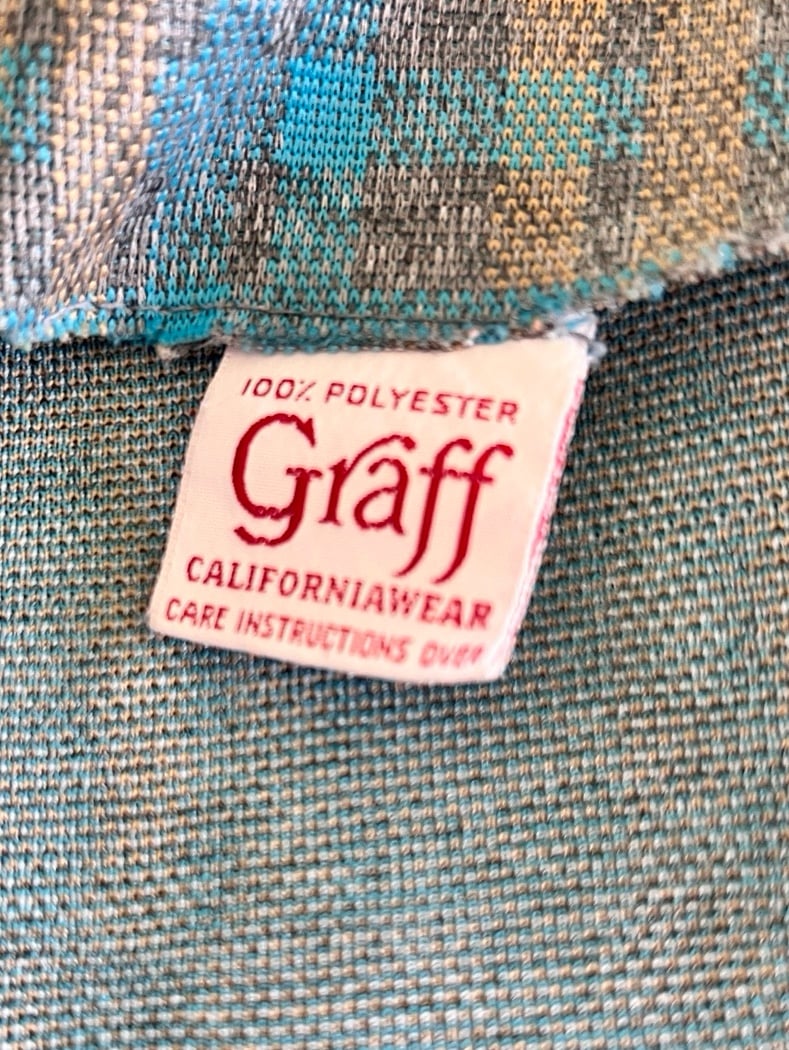 100% POLYESTER
Graff
CALIFORNIAWEAR
CARE INSTRUCTIONS OVER